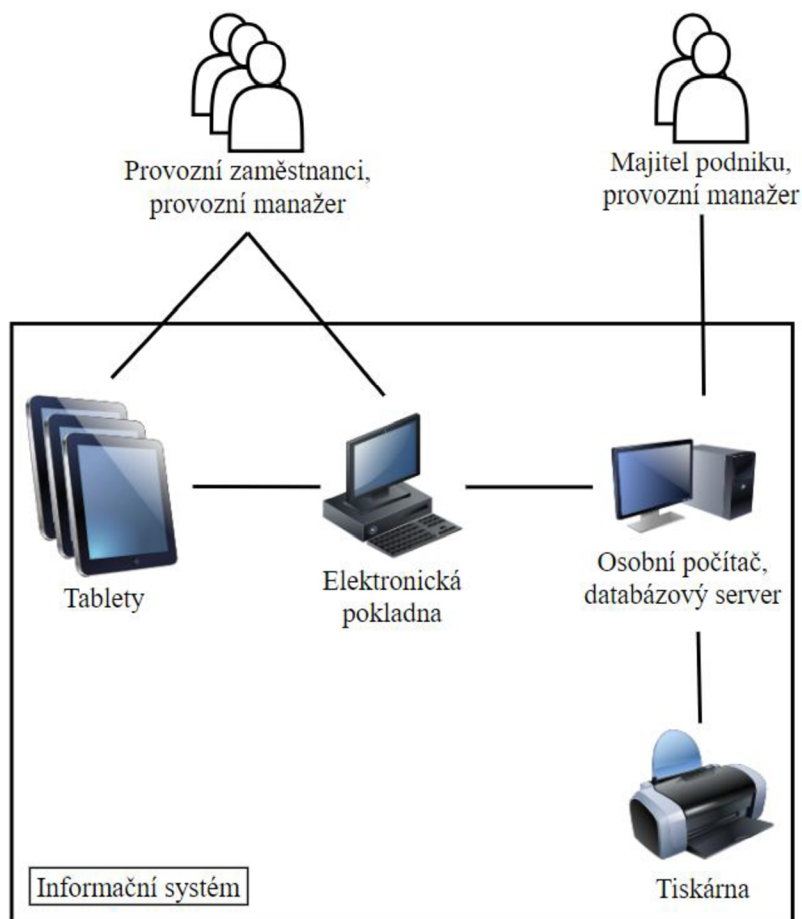 Provozní zaměstnanci,
provozní manažer
Majitel podniku,
provozní manažer
Tablety
Elektronická
pokladna
Osobní počítač,
databázový server
Informační systém
Tiskárna